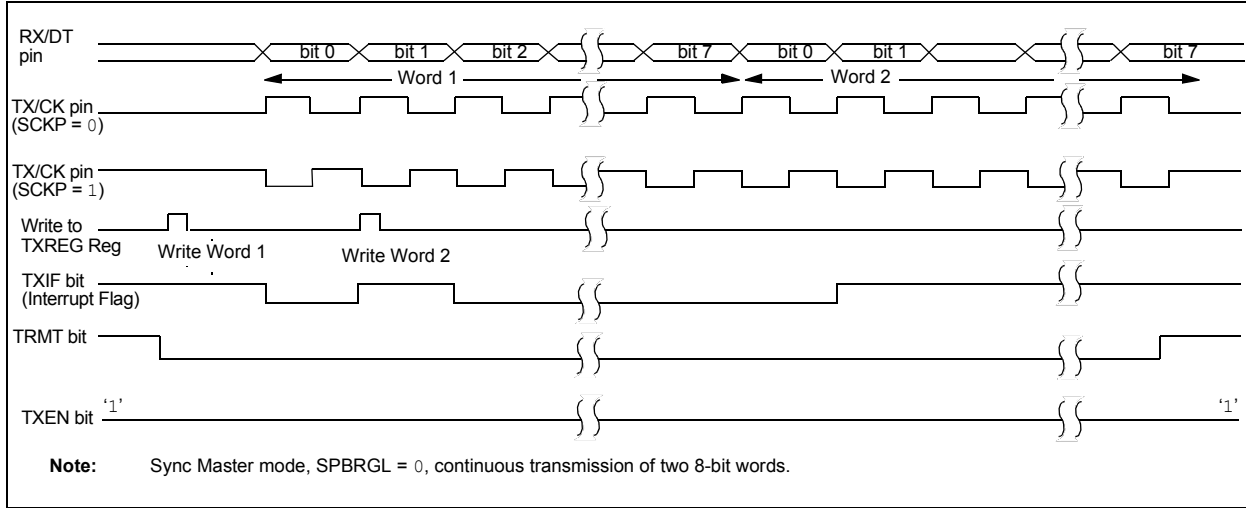 RX/DT
pin
bit 0 bit 1 bit 2 bit 7 bit 0 bit 1 bit 7
Word 1 Word 2
TX/CK pin
(SCKP = 0)
TX/CK pin
(SCKP = 1)
Write to
TXREG Reg
Write Word 1 Write Word 2
TXIF bit
(Interrupt Flag)
TRMT bit
TXEN bit ‘1’ ‘1’
Note: Sync Master mode, SPBRGL = 0, continuous transmission of two 8-bit words.